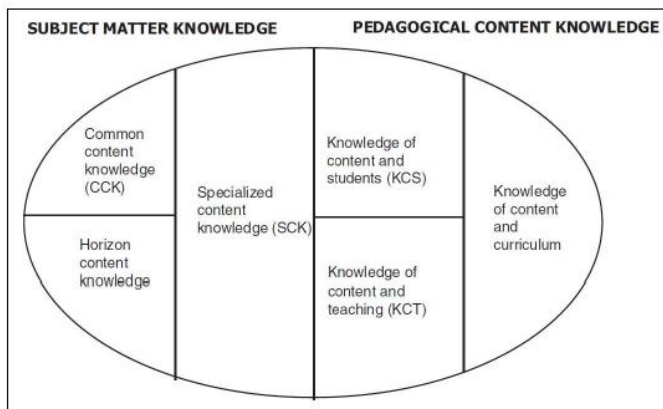 SUBJECT MATTER KNOWLEDGE
PEDAGOGICAL CONTENT KNOWLEDGE
Common
content
knowledge
(CCK)
Horizon
content
knowledge
Specialized
content
knowledge (SCK)
Knowledge of
content and
students (KCS)
Knowledge of
content and
teaching (KCT)
Knowledge
of content
and
curriculum